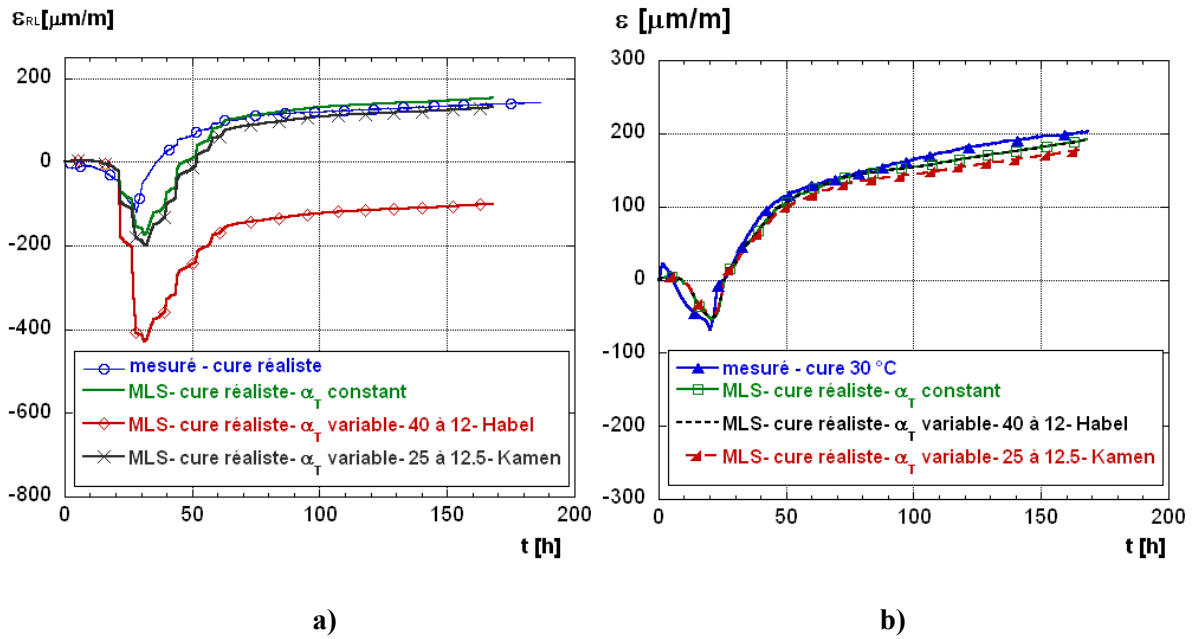 εRL[μm/m]
200
0
-200
-400
-600
-800
mesuré - cure réaliste
MLS- cure réaliste- αT constant
MLS- cure réaliste- αT variable- 40 à 12- Habel
MLS- cure réaliste- αT variable- 25 à 12.5- Kamen
0 50 100 150 200
t [h]
a)
ε [μm/m]
300
200
100
0
-100
-200
-300
mesuré - cure 30 °C
MLS- cure réaliste- αT constant
MLS- cure réaliste- αT variable- 40 à 12- Habel
MLS- cure réaliste- αT variable- 25 à 12.5- Kamen
0 50 100 150 200
t [h]
b)